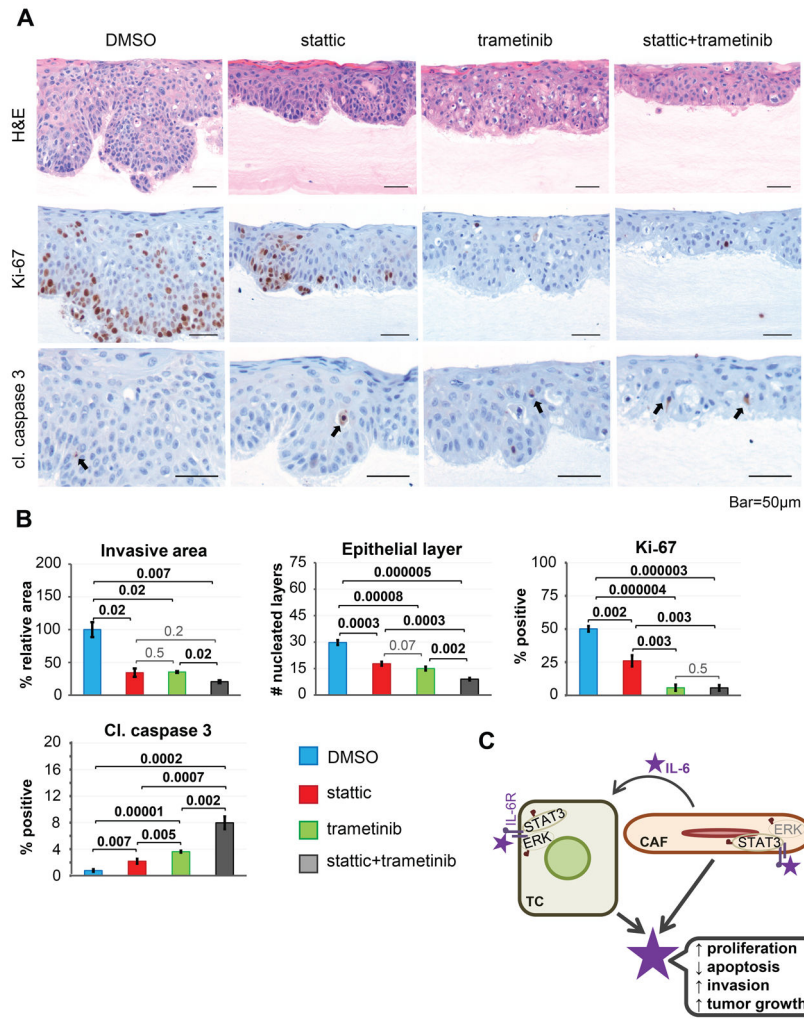 A
DMSO stattic trametinib stattic+trametinib
H&E
Ki-67
cl. caspase 3
Bar=50µm
B
Invasive area
% relative area
125
100
75
50
25
0
0.007
0.02
0.02
0.2
0.5
0.02
Epithelial layer
# nucleated layers
75
60
45
30
15
0
0.000005
0.00008
0.0003
0.0003
0.07
0.002
Ki-67
% positive
100
75
50
25
0
0.000003
0.000004
0.002
0.003
0.003
0.5
Cl. caspase 3
% positive
20
16
12
8
4
0
0.0002
0.0007
0.00001
0.002
0.007
0.005
DMSO
stattic
trametinib
stattic+trametinib
C
IL-6
IL-6R
STAT3
ERK
TC
ERK
STAT3
CAF
↑ proliferation
↓ apoptosis
↑ invasion
↑ tumor growth